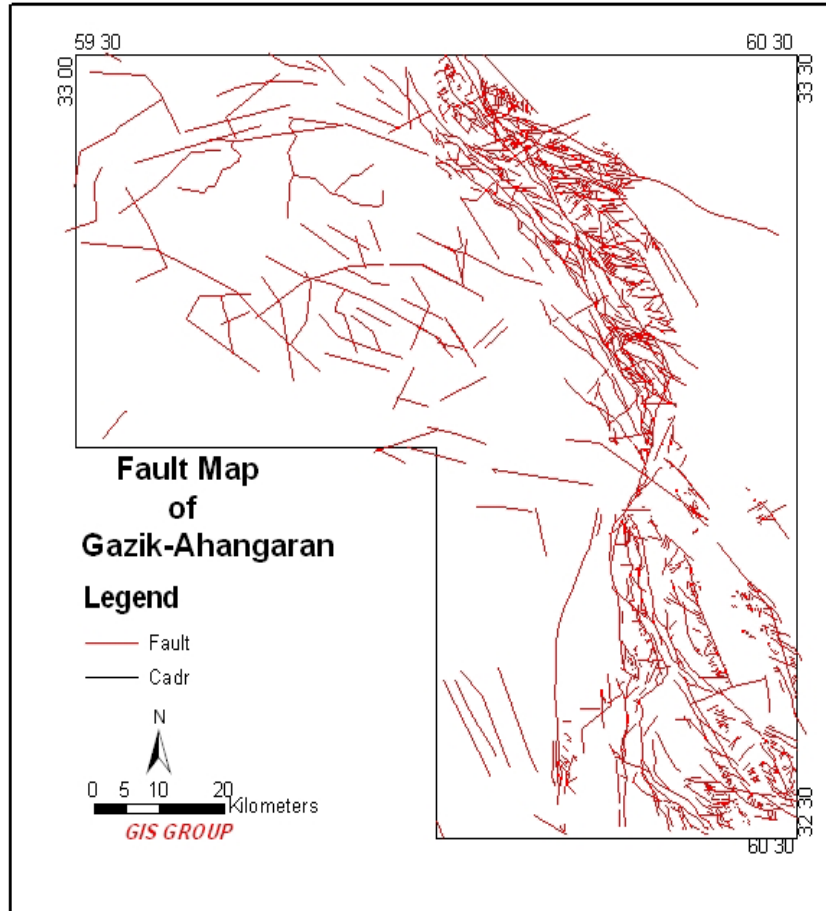 59 30
60 30
33 00
33 30
Fault Map
of
Gazik-Ahangaran
Legend
Fault
Cadr
N
0 5 10 20
Kilometers
GIS GROUP
32 30
60 30